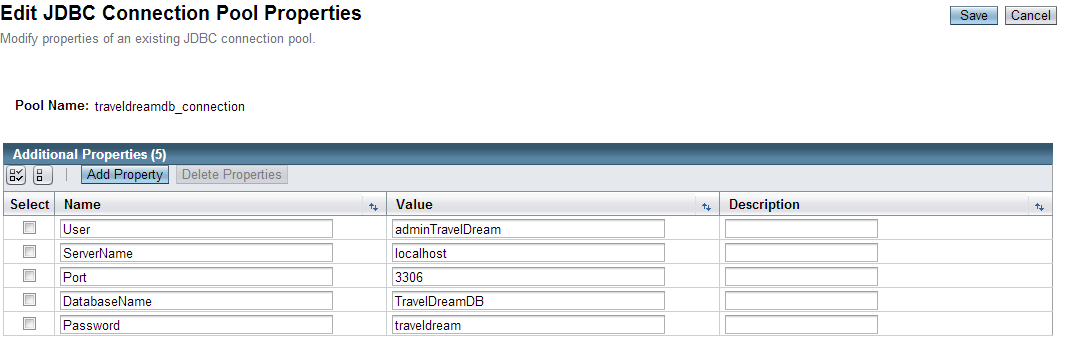 Edit JDBC Connection Pool Properties
Save Cancel
Modify properties of an existing JDBC connection pool.
Pool Name: traveldreamdb_connection
Additional Properties (5)
Add Property Delete Properties
Select Name Value Description
User adminTravelDream
ServerName localhost
Port 3306
DatabaseName TravelDreamDB
Password traveldream